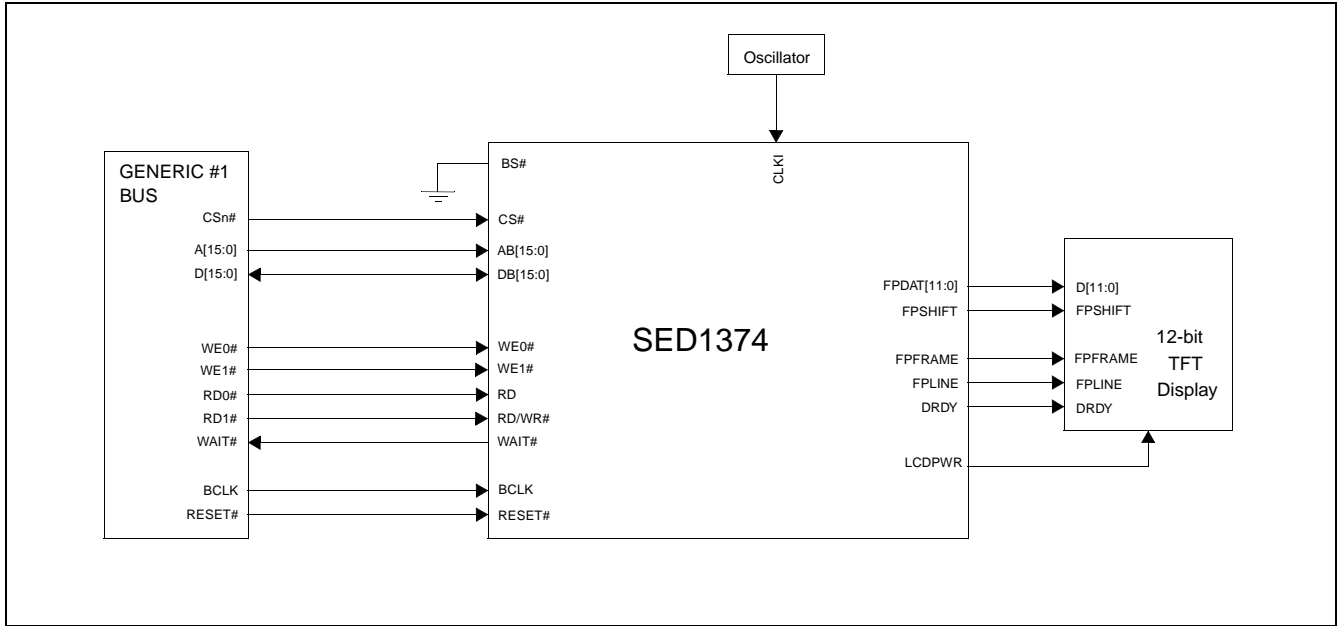 Oscillator
CLKI
GENERIC #1
BUS
CSn#
A[15:0]
D[15:0]
WE0#
WE1#
RD0#
RD1#
WAIT#
BCLK
RESET#
BS#
CS#
AB[15:0]
DB[15:0]
WE0#
WE1#
RD
RD/WR#
WAIT#
BCLK
RESET#
SED1374
FPDAT[11:0]
FPSHIFT
FPFRAME
FPLINE
DRDY
LCDPWR
D[11:0]
FPSHIFT
FPFRAME
FPLINE
DRDY
12-bit
TFT
Display